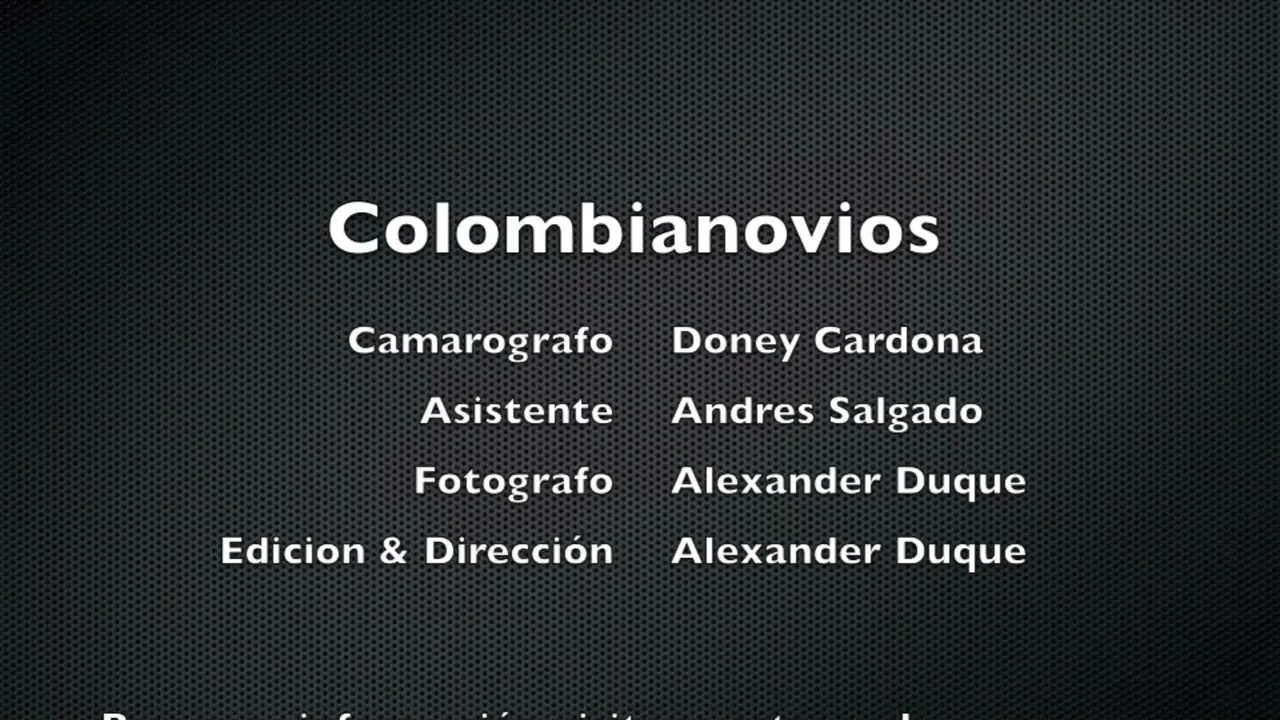 Colombianovios
Camarografo Doney Cardona
Asistente Andres Salgado
Fotografo Alexander Duque
Edicion & Dirección Alexander Duque